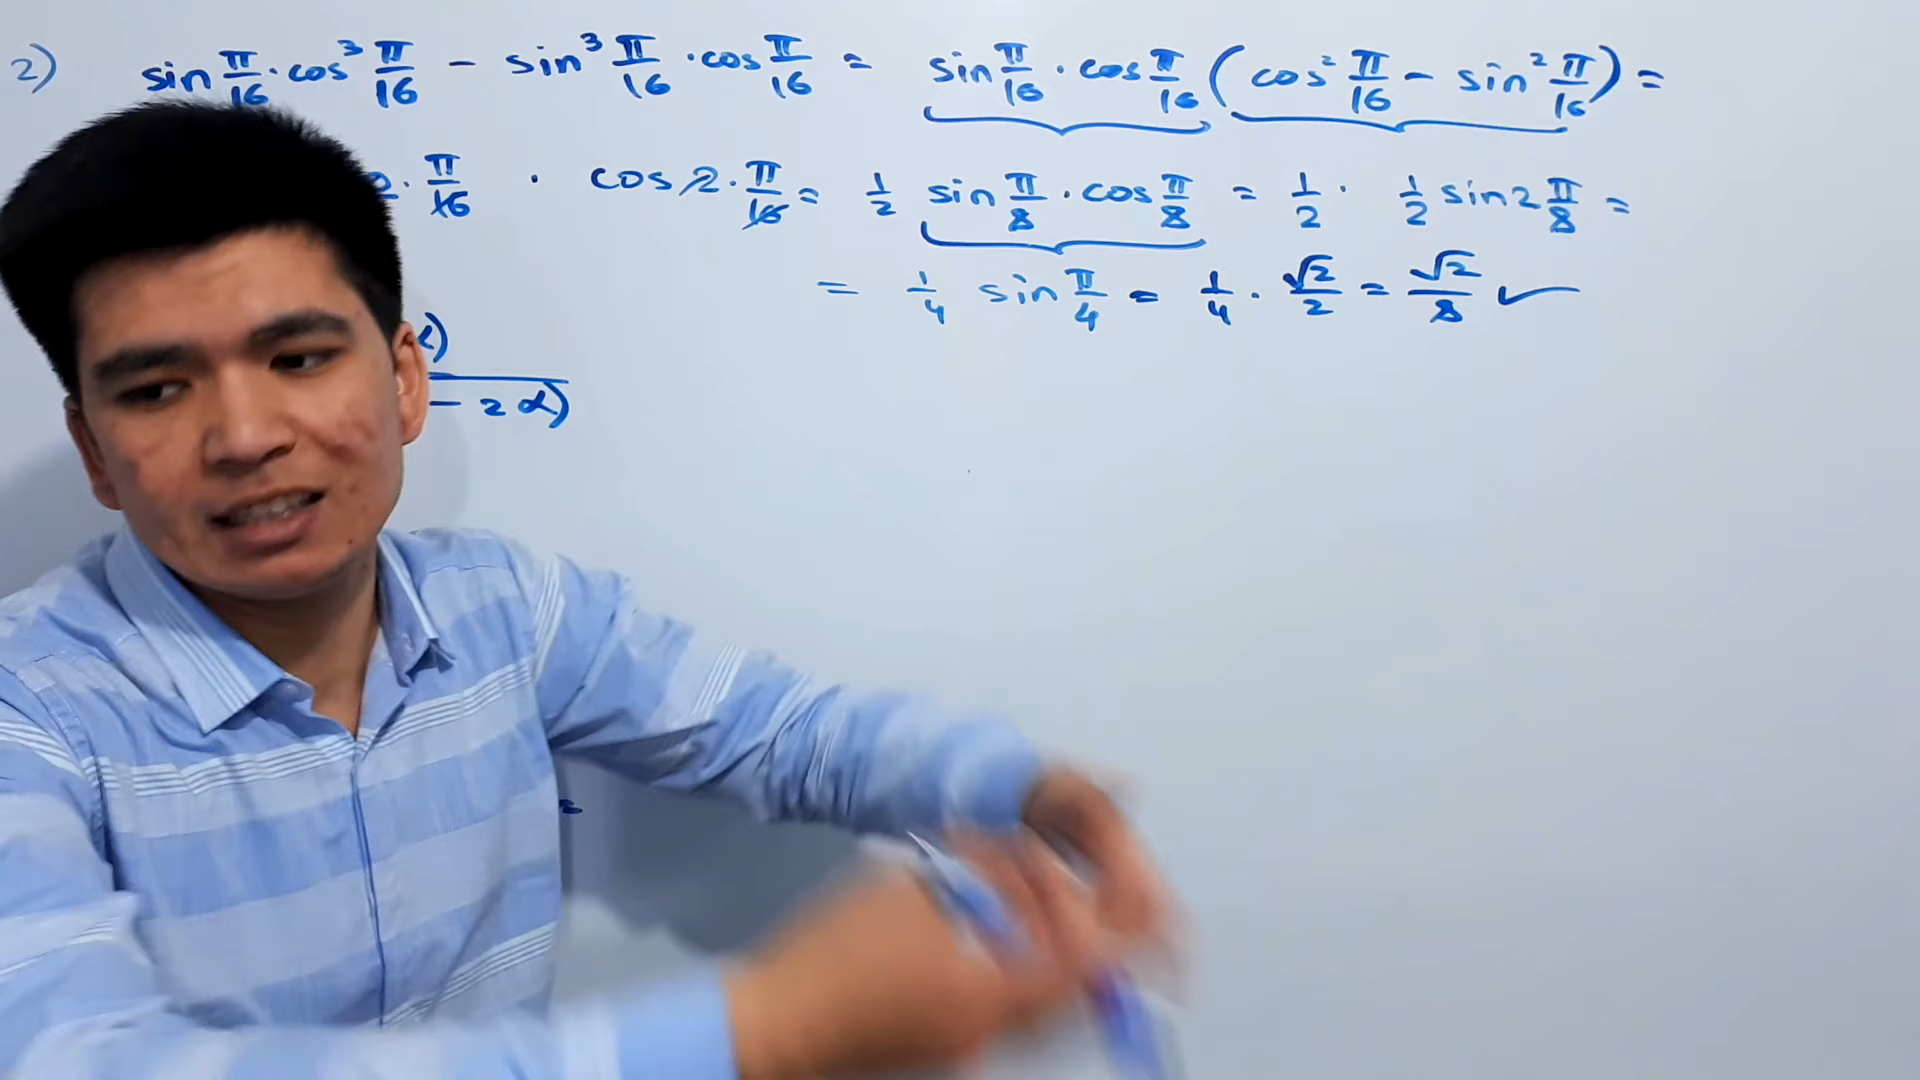 2) sin π/16 · cos³ π/16 - sin³ π/16 · cos π/16 = sin π/16 · cos π/16 (cos² π/16 - sin² π/16) =
· π/16 · cos 2 · π/16 = 1/2 sin π/8 · cos π/8 = 1/2 · 1/2 sin 2 π/8 =
= 1/4 sin π/4 = 1/4 · √2/2 = √2/8 ✓
α)
- 2α)
=